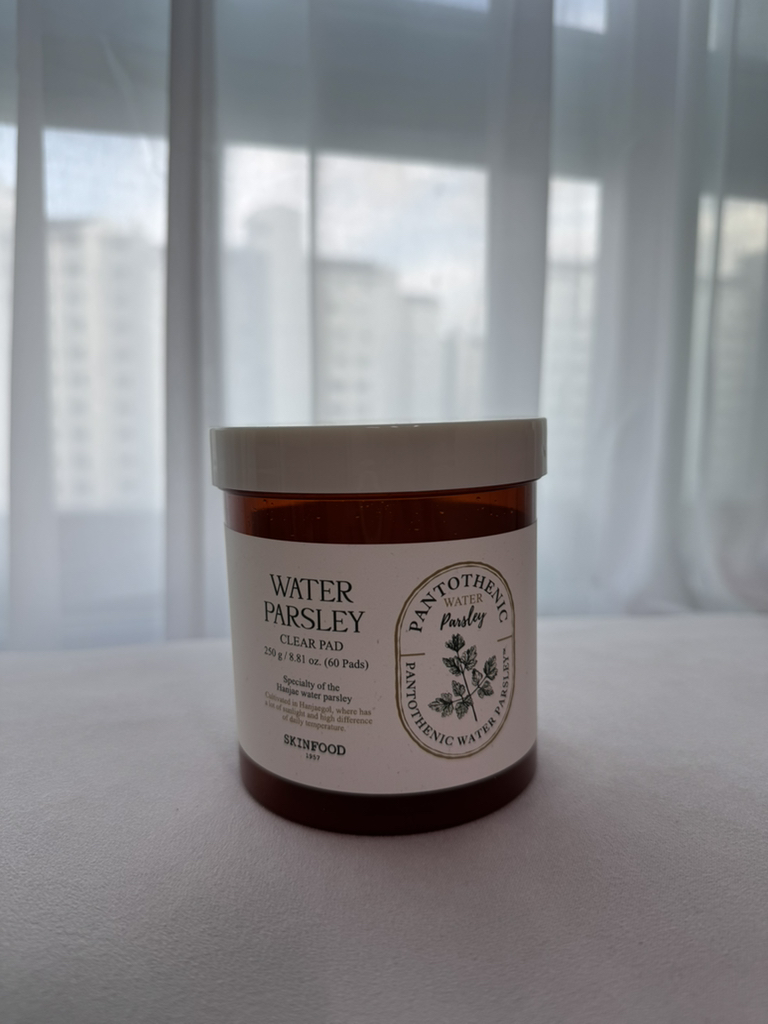 WATER
PARSLEY
CLEAR PAD
250 g / 8.81 oz. (60 Pads)
Specialty of the
Hanjae water parsley
Cultivated in Hanjaegol, where has
a lot of sunlight and high difference
of daily temperature.
SKINFOOD
1957
PANTOTHENIC
WATER
Parsley
PANTOTHENIC WATER PARSLEY™